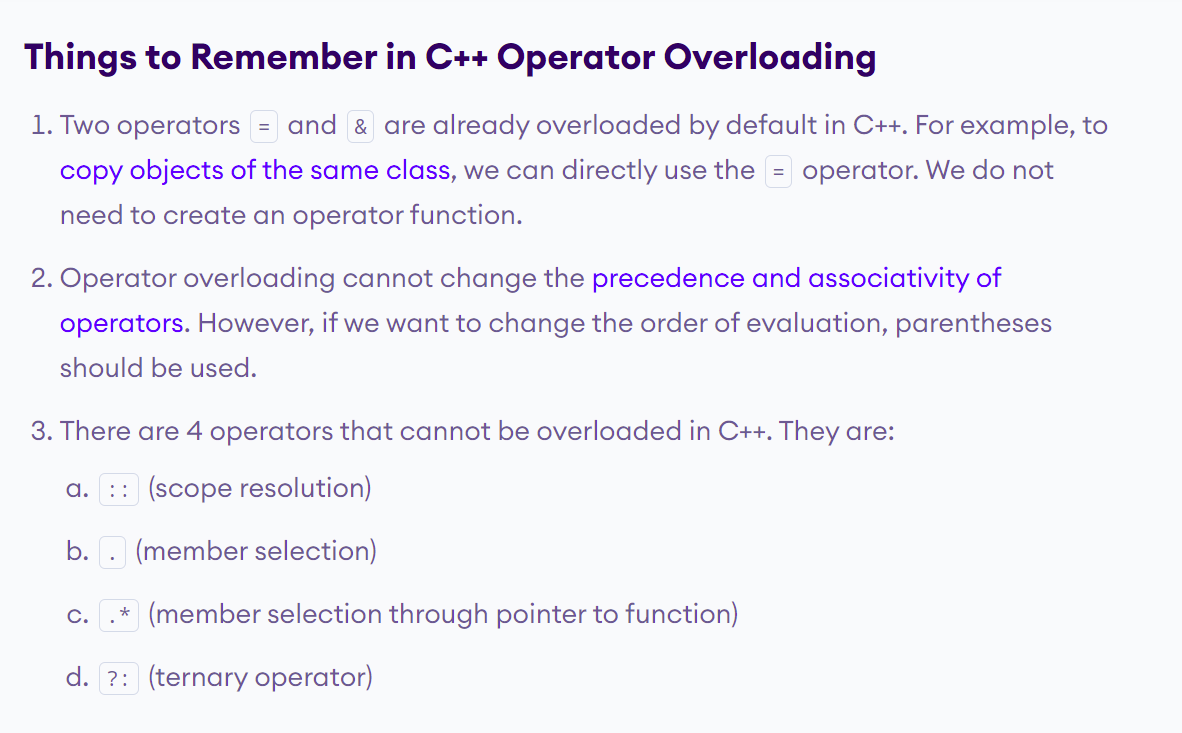 Things to Remember in C++ Operator Overloading
1. Two operators = and & are already overloaded by default in C++. For example, to
copy objects of the same class, we can directly use the = operator. We do not
need to create an operator function.
2. Operator overloading cannot change the precedence and associativity of
operators. However, if we want to change the order of evaluation, parentheses
should be used.
3. There are 4 operators that cannot be overloaded in C++. They are:
a. :: (scope resolution)
b. . (member selection)
c. .* (member selection through pointer to function)
d. ?: (ternary operator)